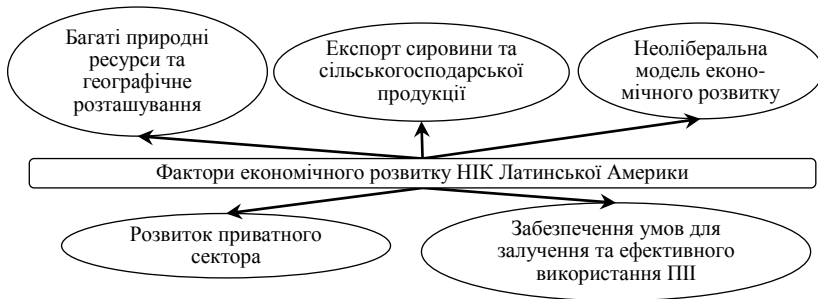 Багаті природні
ресурси та
географічне
розташування
Експорт сировини та
сільськогосподарської
продукції
Неоліберальна
модель еконо-
мічного розвитку
Фактори економічного розвитку НІК Латинської Америки
Розвиток приватного
сектора
Забезпечення умов для
залучення та ефективного
використання ПІІ